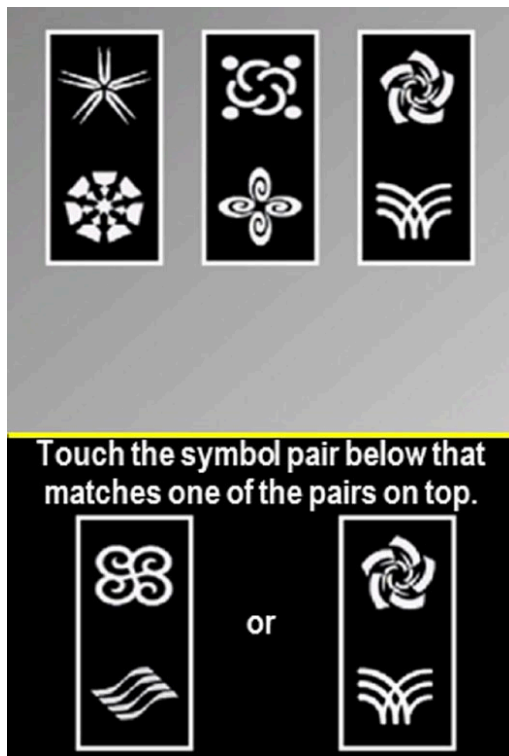 Touch the symbol pair below that
matches one of the pairs on top.
or